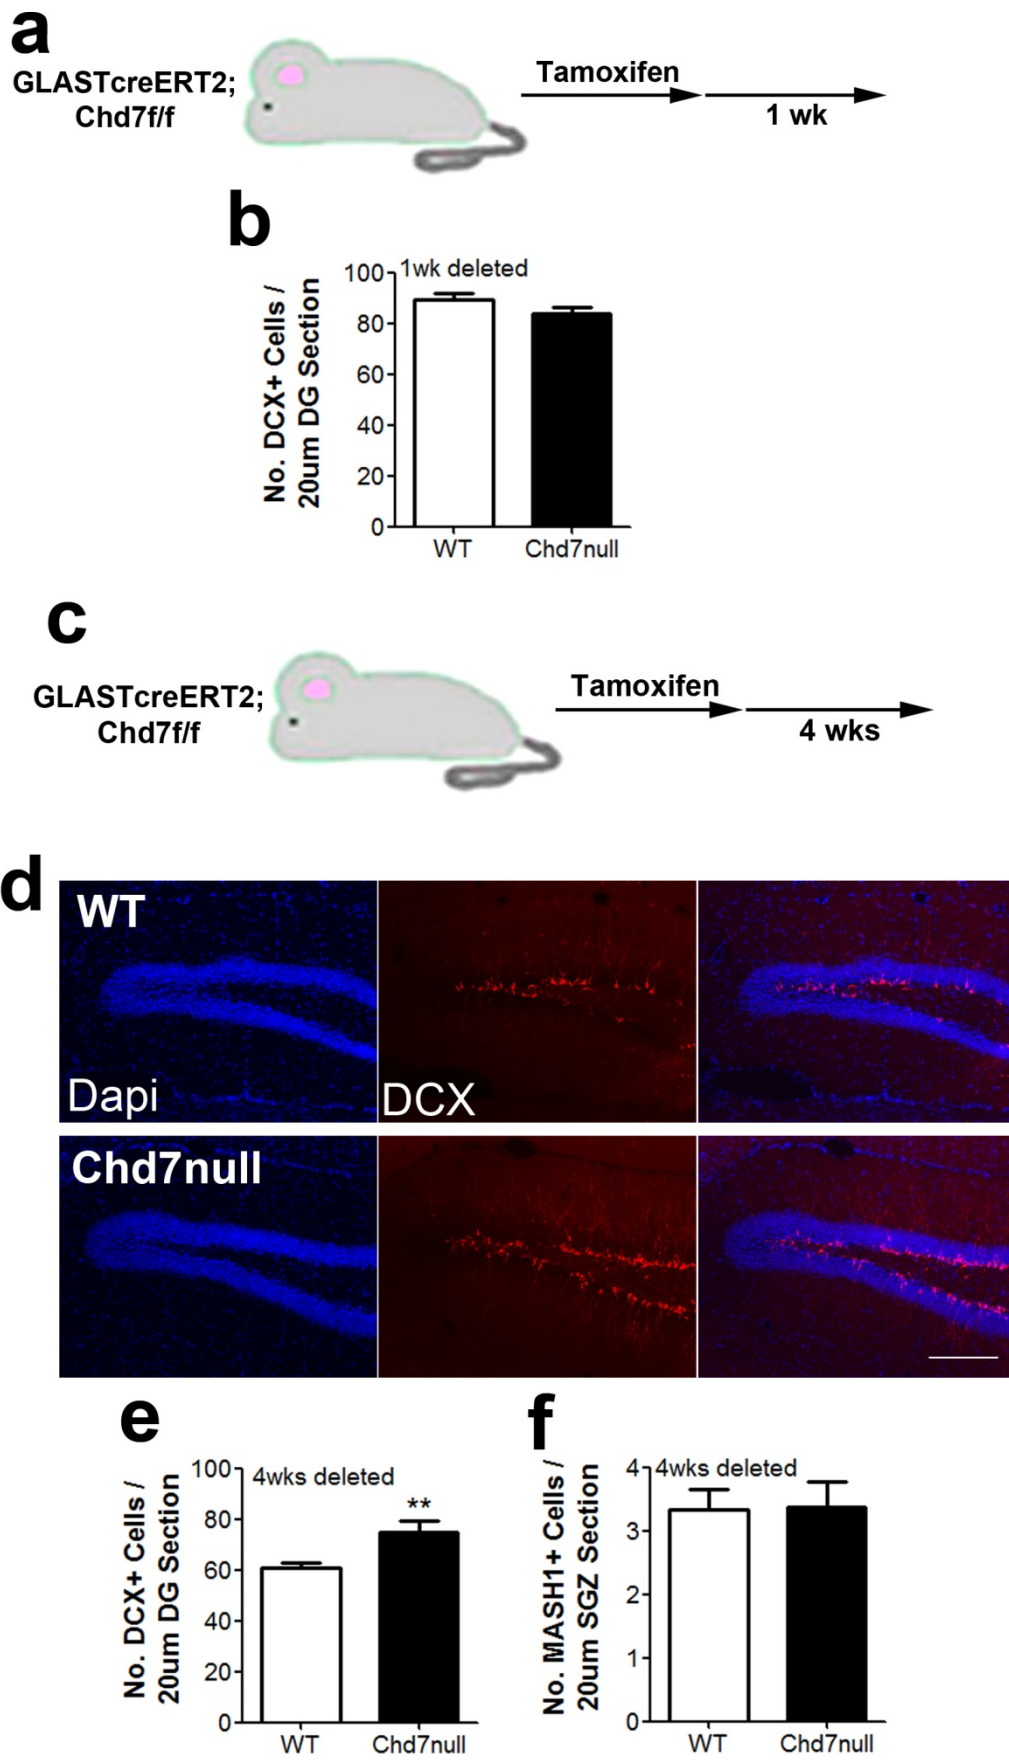 a
GLASTcreERT2;
Chd7f/f
Tamoxifen
1 wk
b
No. DCX+ Cells /
20um DG Section
1wk deleted
100
80
60
40
20
0
WT
Chd7null
c
GLASTcreERT2;
Chd7f/f
Tamoxifen
4 wks
d
WT
Dapi
DCX
Chd7null
e
No. DCX+ Cells /
20um DG Section
4wks deleted
**
100
80
60
40
20
0
WT
Chd7null
f
No. MASH1+ Cells /
20um SGZ Section
4wks deleted
4
3
2
1
0
WT
Chd7null